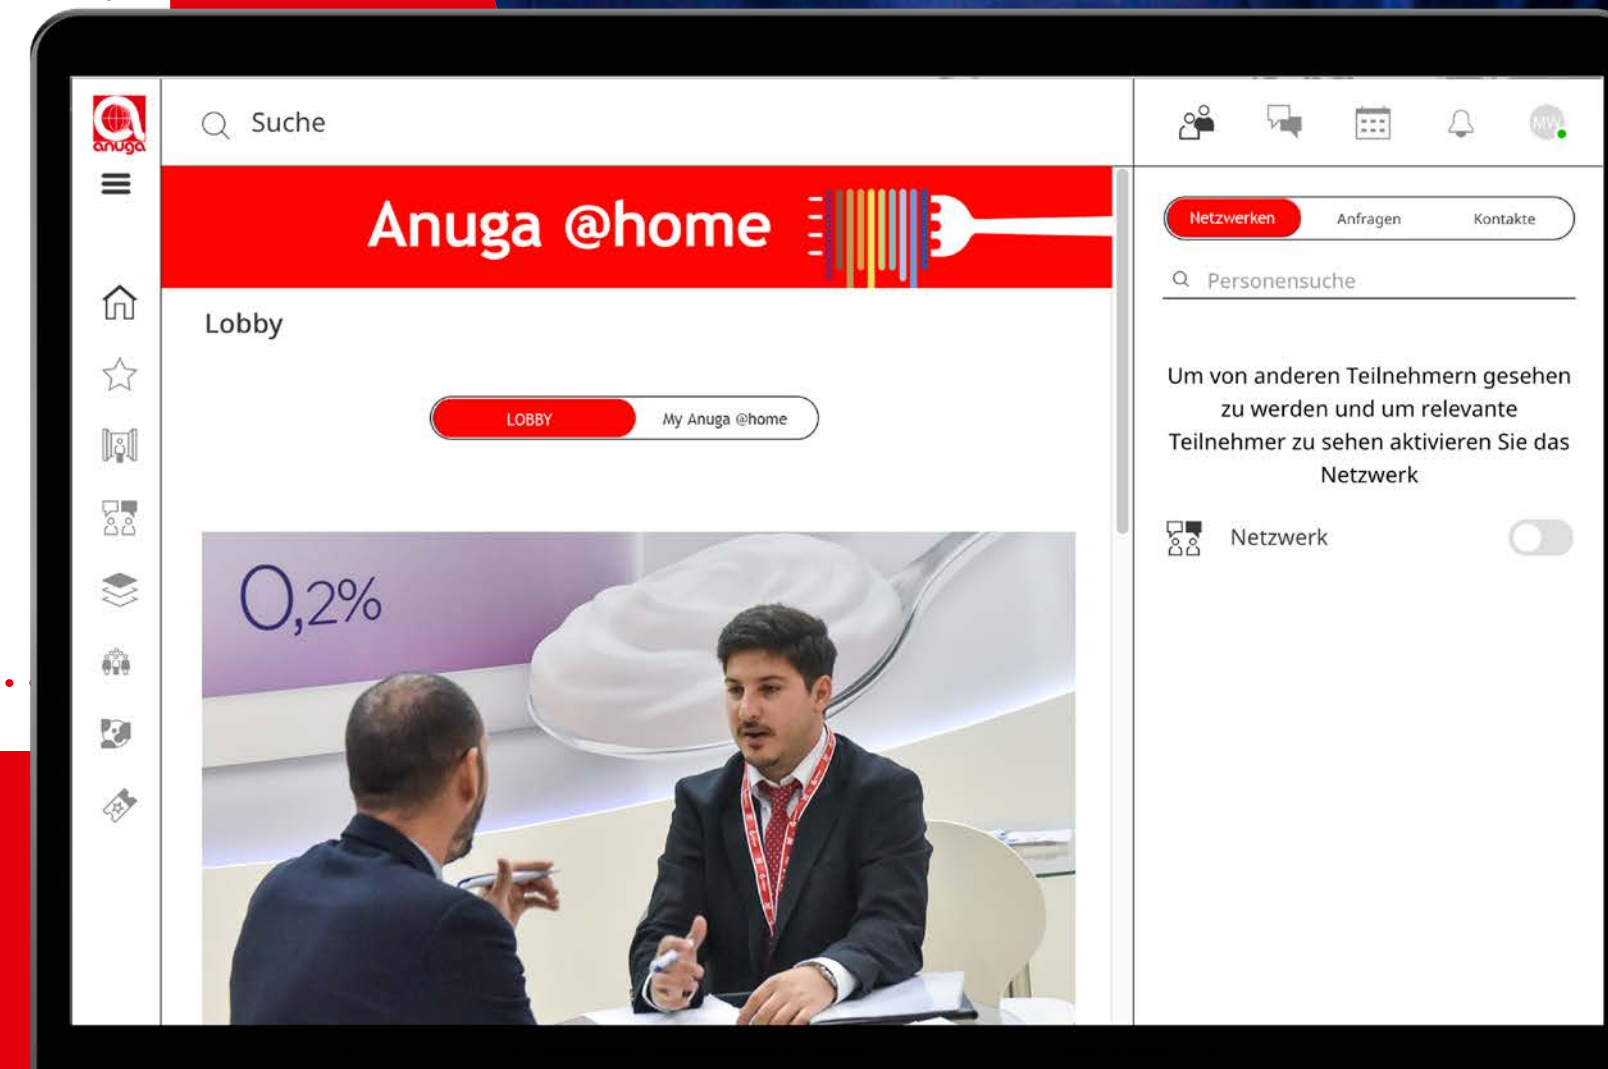 anuga
Suche
MW
Anuga @home
Lobby
LOBBY
My Anuga @home
0,2%
Netzwerken
Anfragen
Kontakte
Personensuche
Um von anderen Teilnehmern gesehen
zu werden und um relevante
Teilnehmer zu sehen aktivieren Sie das
Netzwerk
Netzwerk